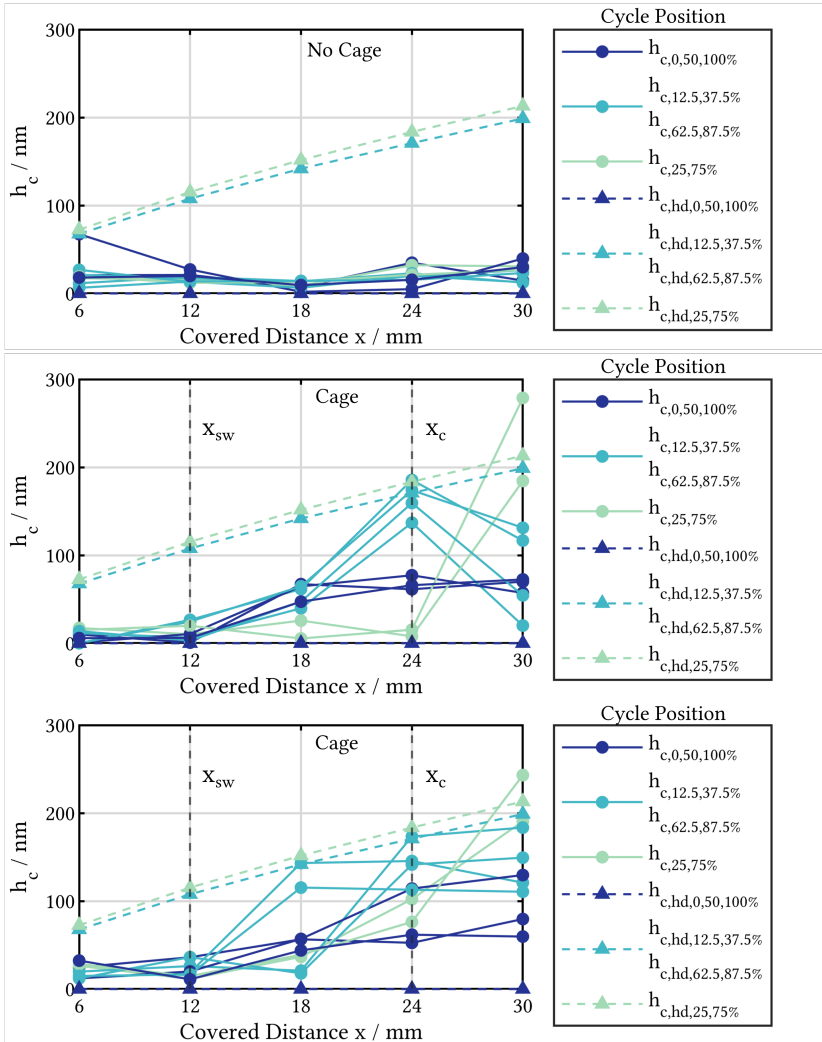 Cycle Position
300
No Cage
200
100
0
h_c / nm
6 12 18 24 30
Covered Distance x / mm
h_c,0,50,100%
h_c,12.5,37.5%
h_c,62.5,87.5%
h_c,25,75%
h_c,hd,0,50,100%
h_c,hd,12.5,37.5%
h_c,hd,62.5,87.5%
h_c,hd,25,75%
Cycle Position
300
Cage
x_sw
x_c
200
100
0
h_c / nm
6 12 18 24 30
Covered Distance x / mm
h_c,0,50,100%
h_c,12.5,37.5%
h_c,62.5,87.5%
h_c,25,75%
h_c,hd,0,50,100%
h_c,hd,12.5,37.5%
h_c,hd,62.5,87.5%
h_c,hd,25,75%
Cycle Position
300
Cage
x_sw
x_c
200
100
0
h_c / nm
6 12 18 24 30
Covered Distance x / mm
h_c,0,50,100%
h_c,12.5,37.5%
h_c,62.5,87.5%
h_c,25,75%
h_c,hd,0,50,100%
h_c,hd,12.5,37.5%
h_c,hd,62.5,87.5%
h_c,hd,25,75%